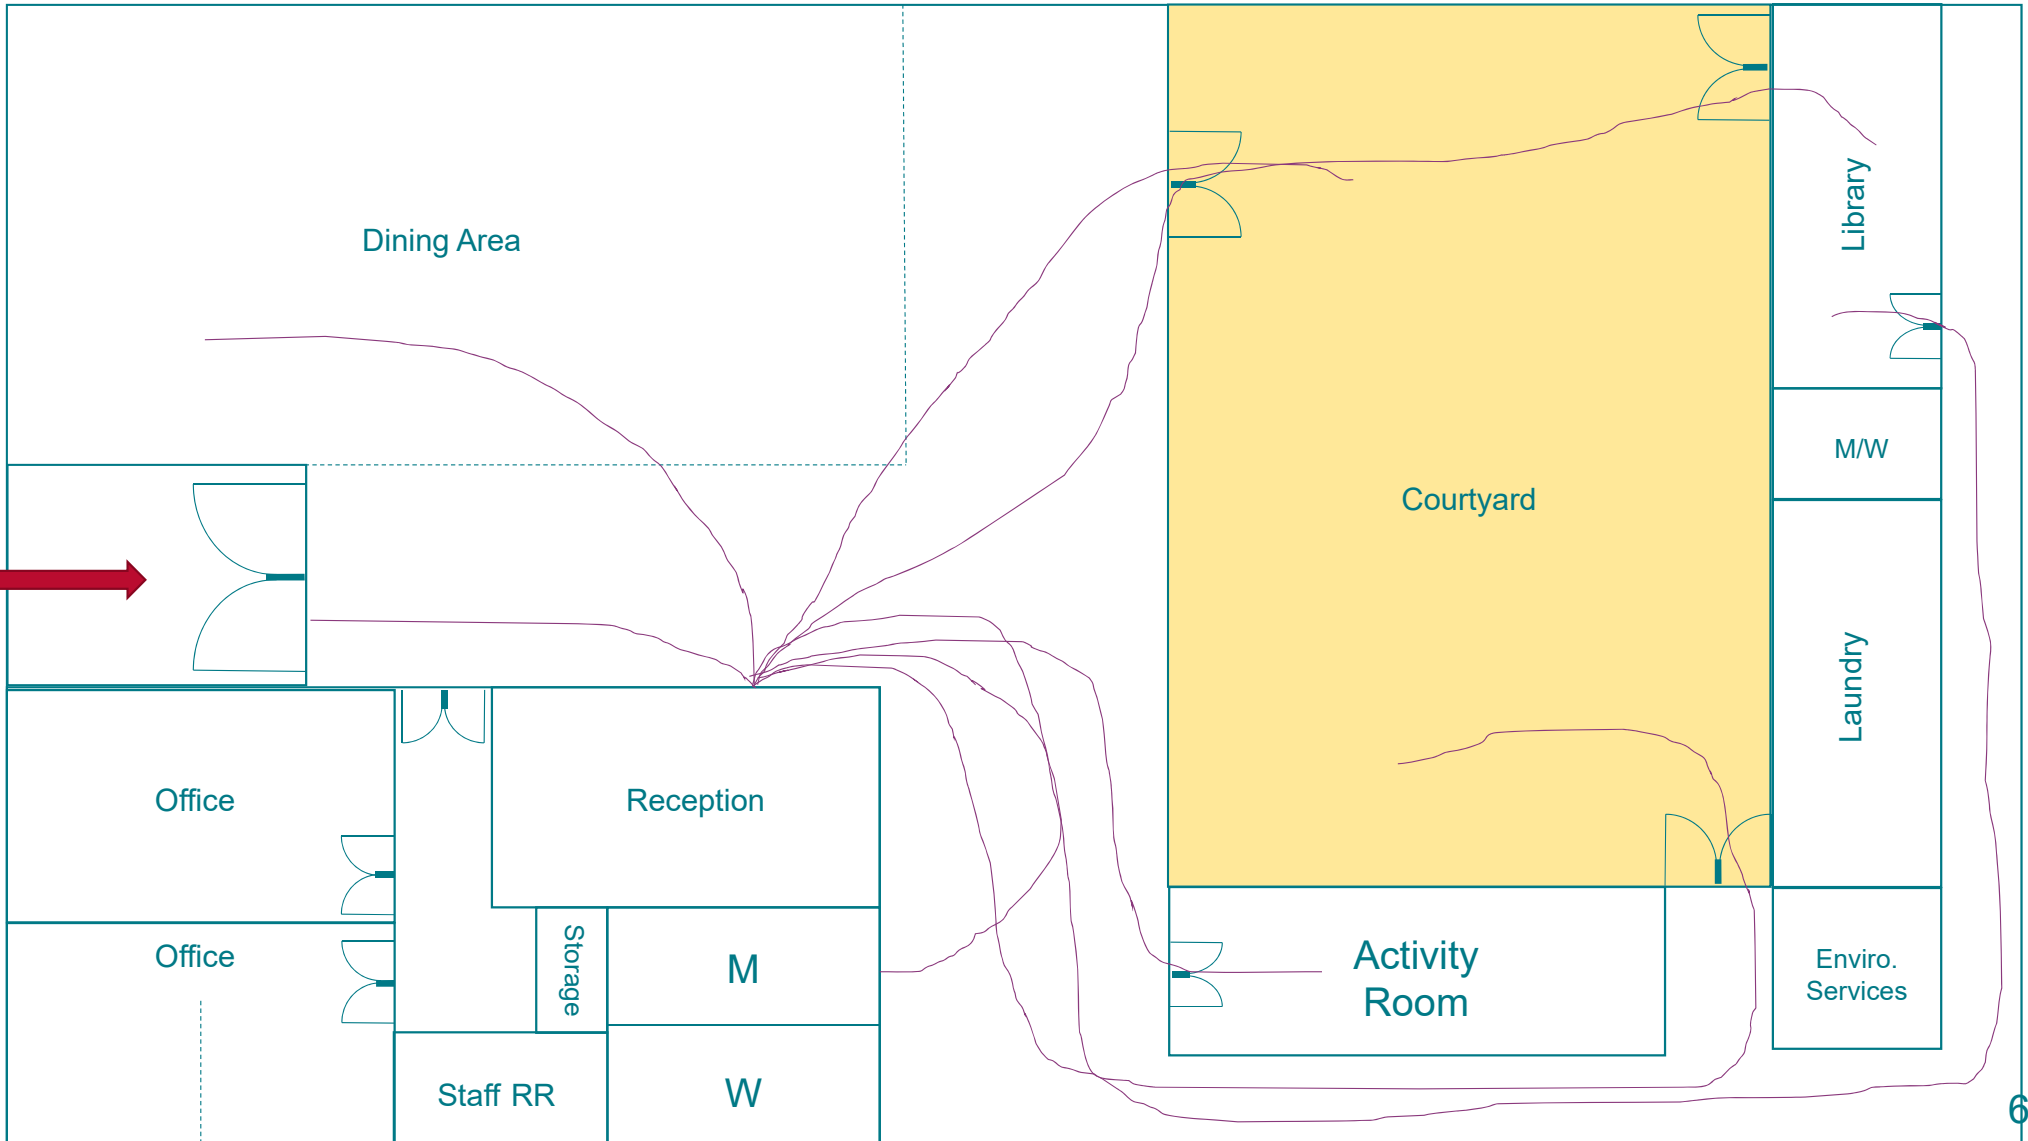 Dining Area
Library
M/W
Courtyard
Laundry
Office
Reception
Office
Storage
M
Activity
Room
Enviro.
Services
Staff RR
W
6